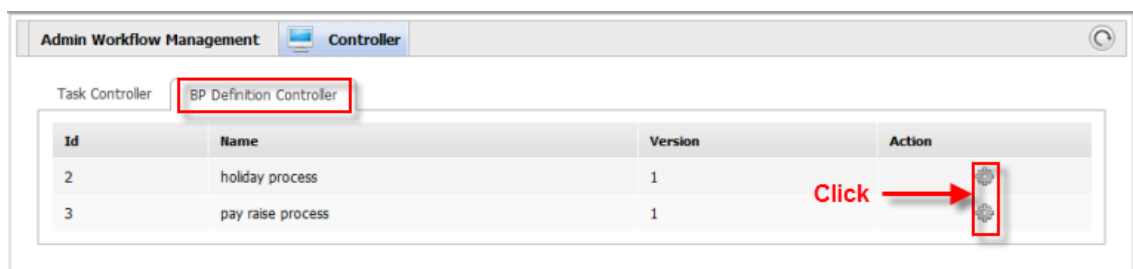 Admin Workflow Management Controller
Task Controller BP Definition Controller
Id Name Version Action
2 holiday process 1
Click
3 pay raise process 1